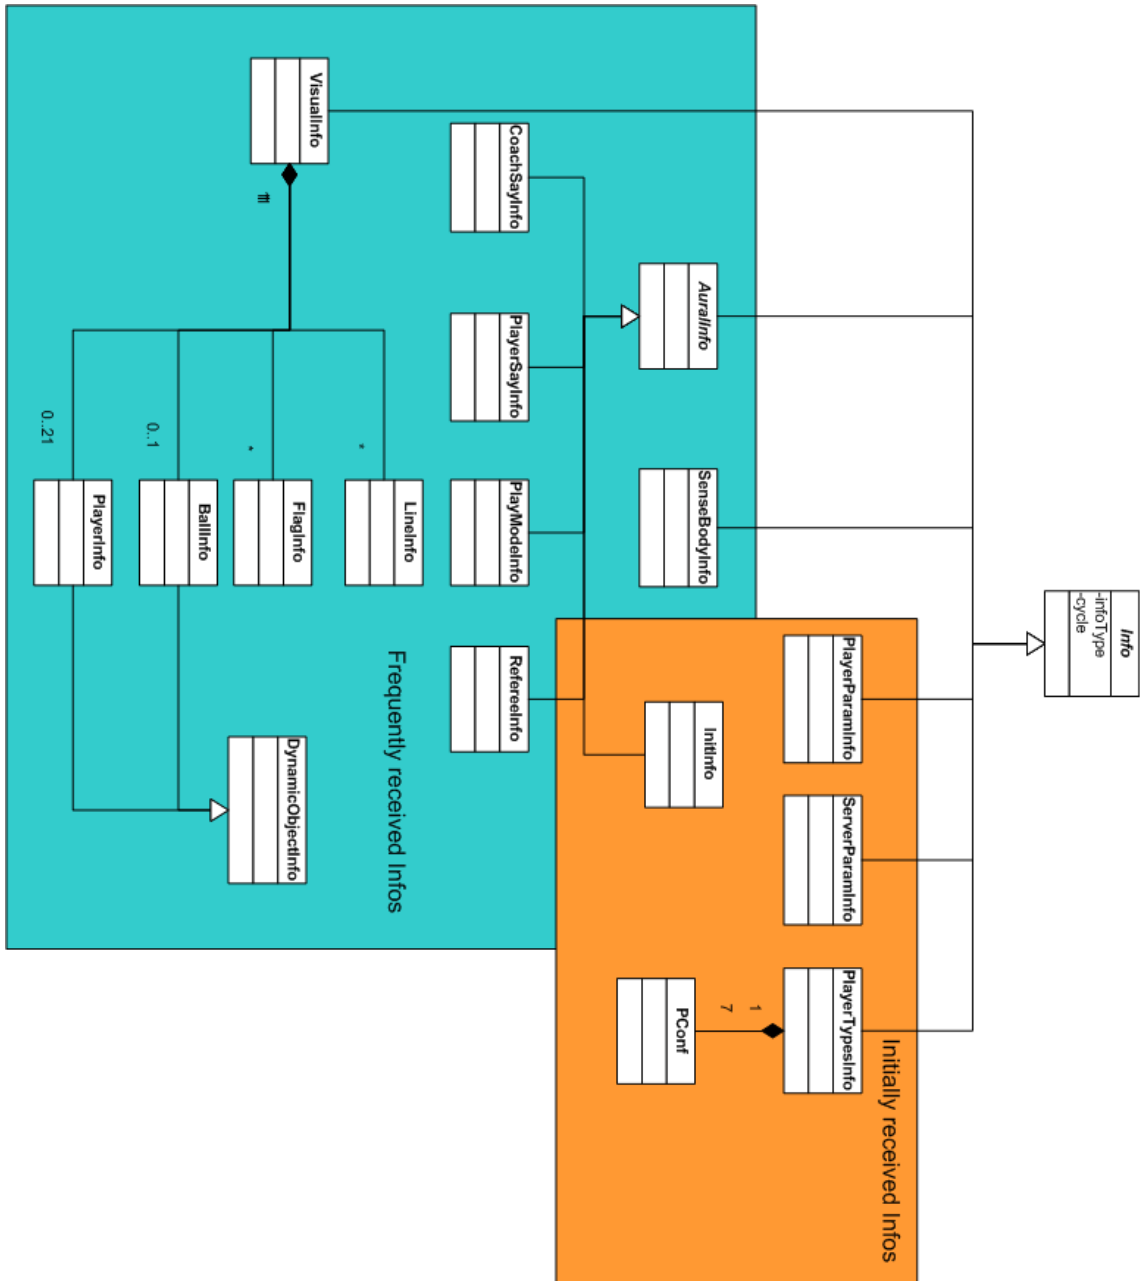 Info
-infoType
-cycle
Initially received Infos
PlayerParamInfo
ServerParamInfo
PlayerTypesInfo
1
7
AuralInfo
SenseBodyInfo
InitInfo
PConf
CoachSayInfo
PlayerSayInfo
PlayModeInfo
RefereeInfo
Frequently received Infos
VisualInfo
*
LineInfo
*
FlagInfo
DynamicObjectInfo
0..1
BallInfo
0..21
PlayerInfo